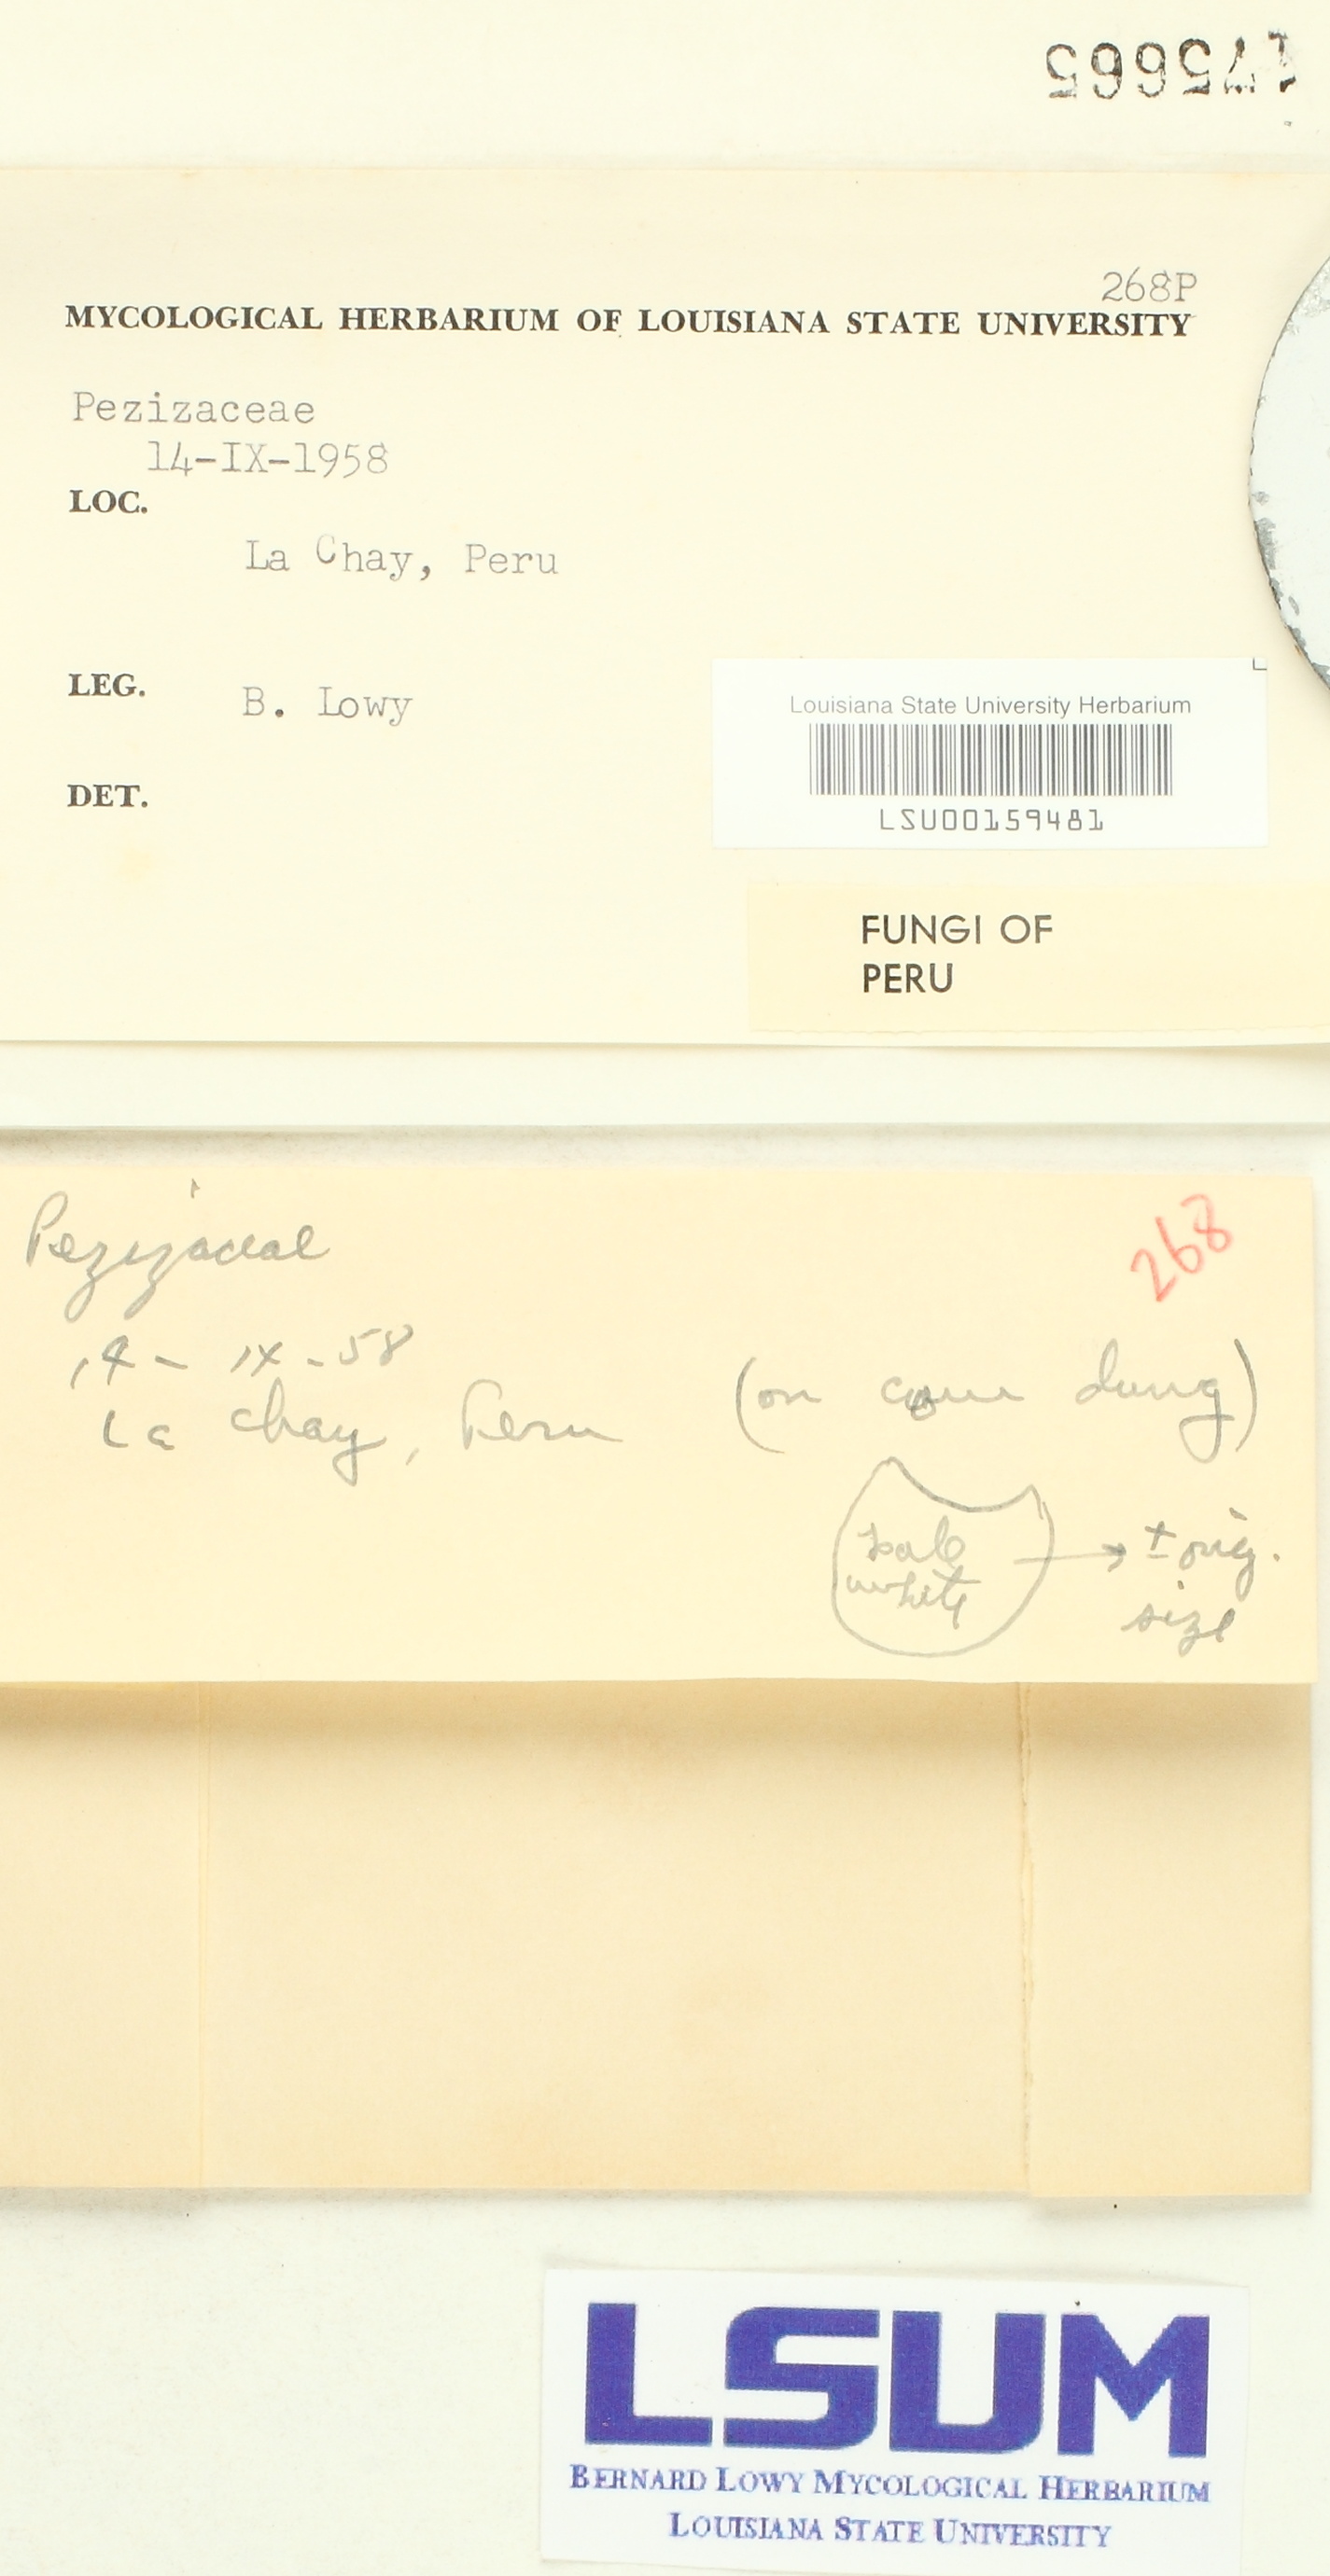 175665
268P
MYCOLOGICAL HERBARIUM OF LOUISIANA STATE UNIVERSITY
Pezizaceae
14-IX-1958
LOC.
La Chay, Peru
LEG. B. Lowy
DET.
Louisiana State University Herbarium
LSU00159481
FUNGI OF
PERU
Pezizaceae
268
14 - IX - 58
La Chay, Peru (on cow dung)
pale
white
± orig.
size
LSUM
BERNARD LOWY MYCOLOGICAL HERBARIUM
LOUISIANA STATE UNIVERSITY